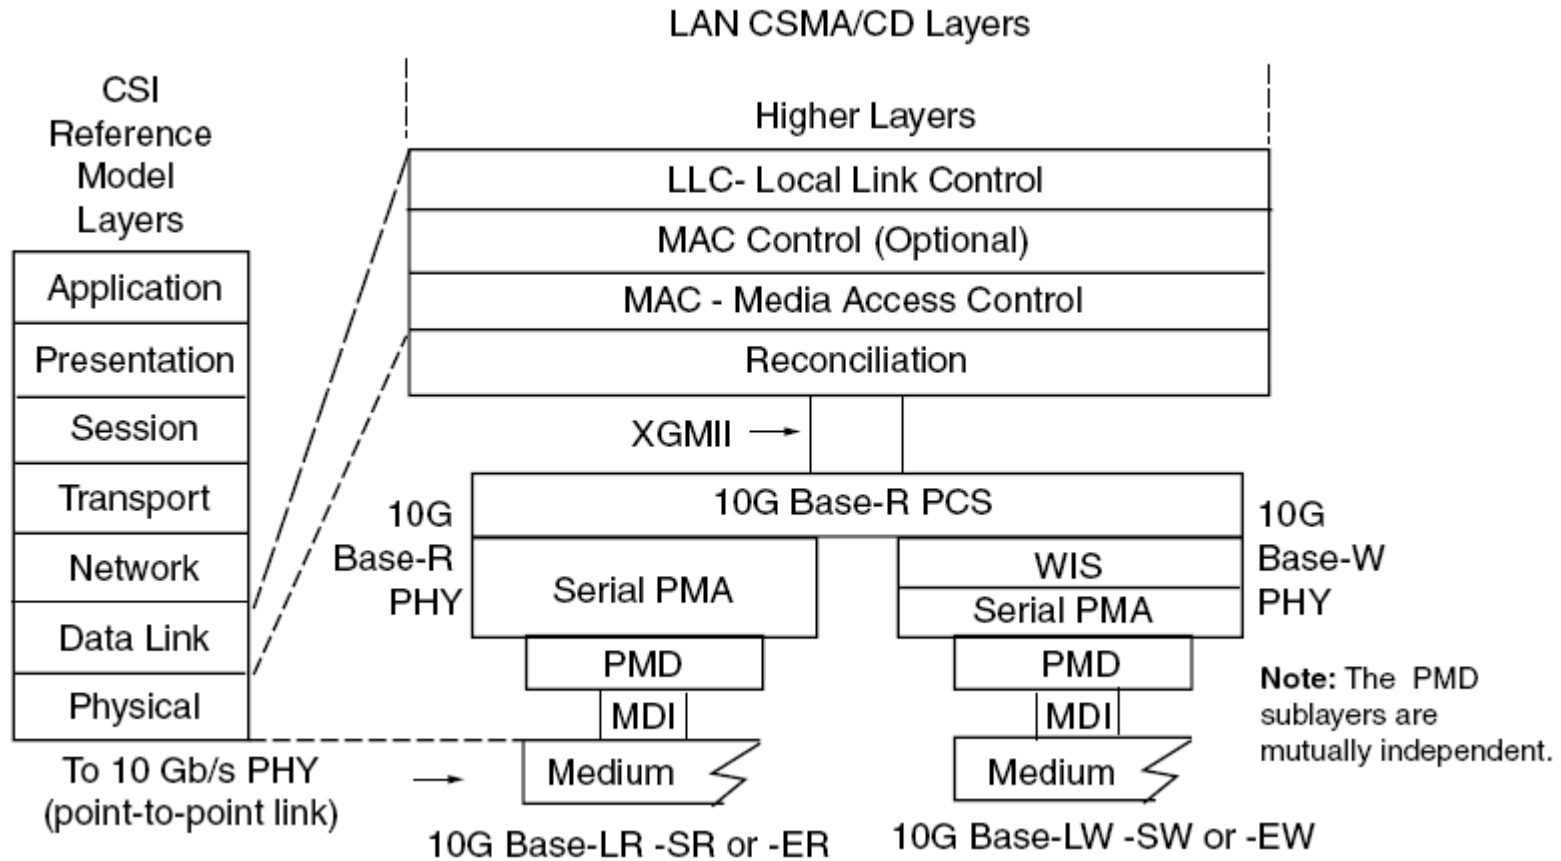 LAN CSMA/CD Layers
CSI
Reference
Model
Layers
Higher Layers
LLC- Local Link Control
MAC Control (Optional)
MAC - Media Access Control
Reconciliation
Application
Presentation
Session
Transport
Network
Data Link
Physical
To 10 Gb/s PHY
(point-to-point link)
XGMII
10G Base-R PCS
10G
Base-R
PHY
Serial PMA
PMD
MDI
Medium
10G Base-LR -SR or -ER
WIS
Serial PMA
PMD
MDI
Medium
10G Base-LW -SW or -EW
10G
Base-W
PHY
Note: The PMD
sublayers are
mutually independent.